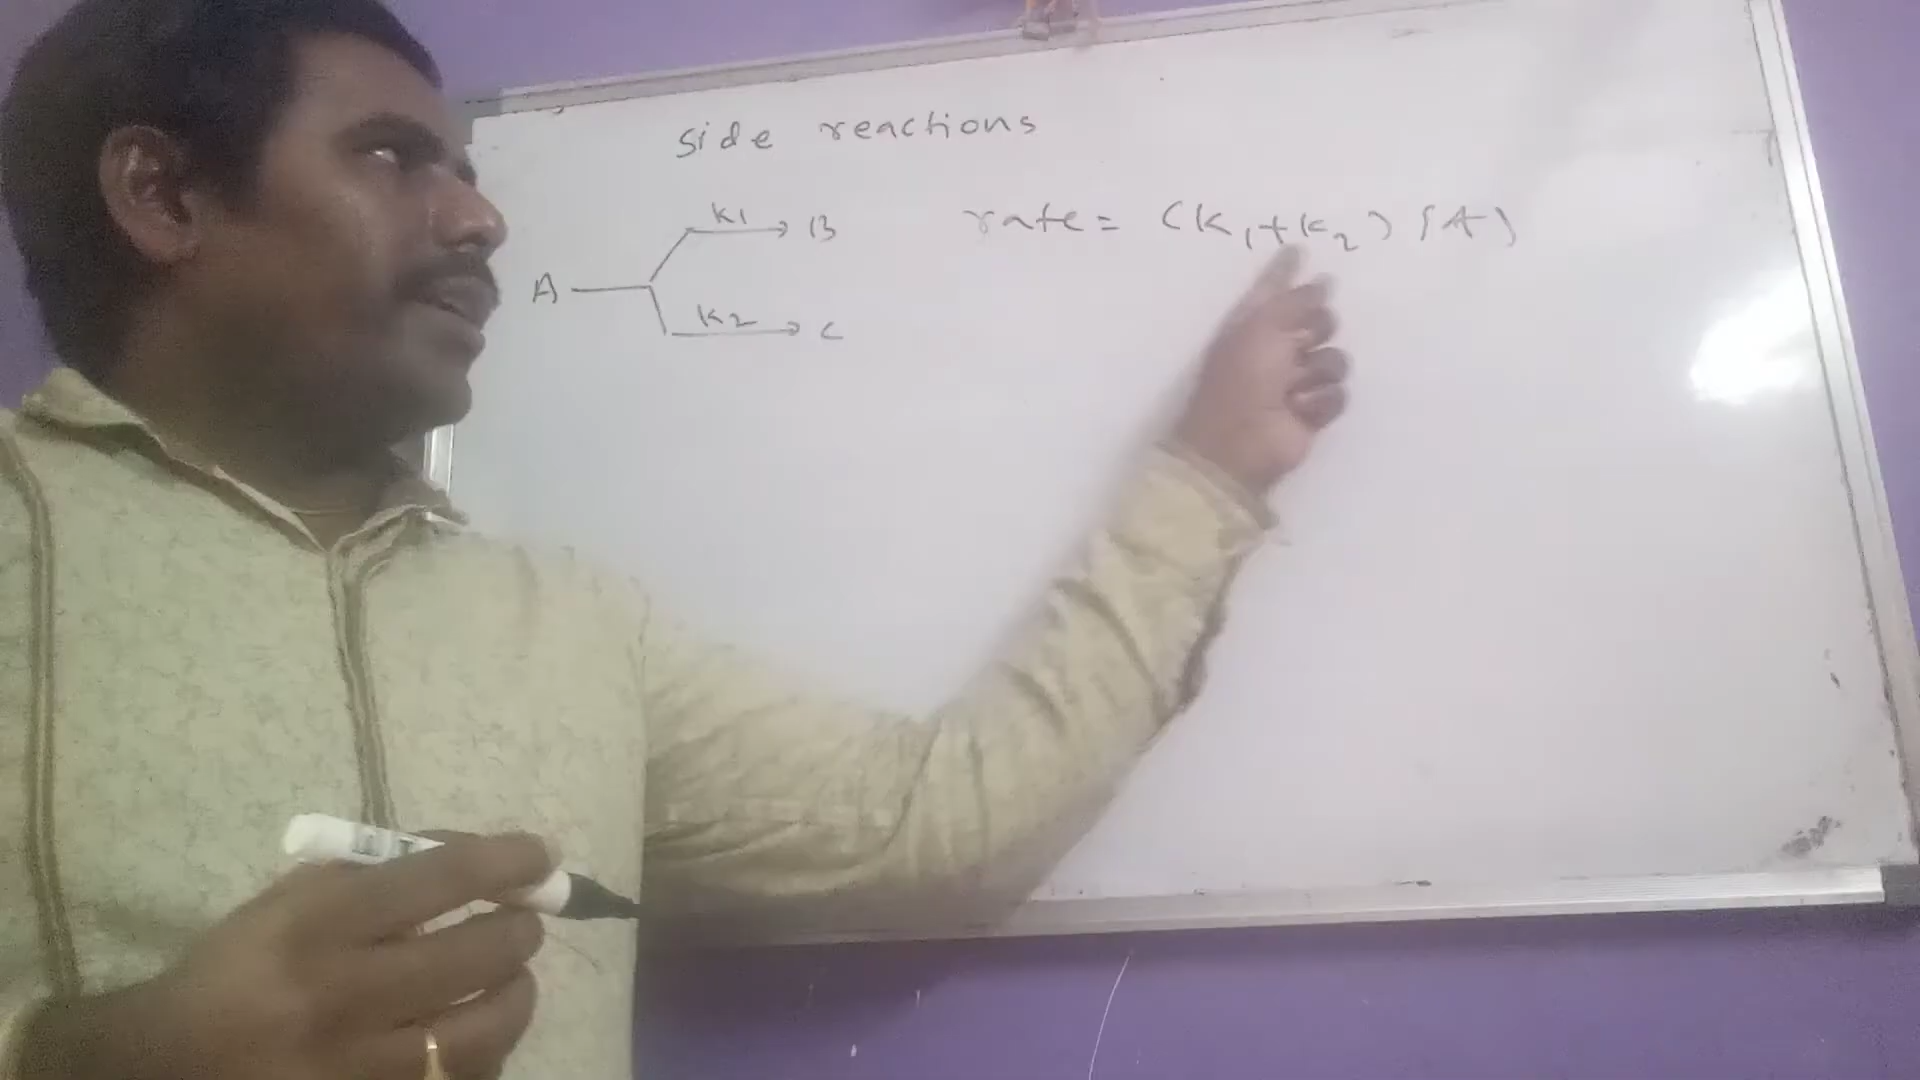 side reactions
k1 B rate = (k1+k2) [A]
A
k2 C